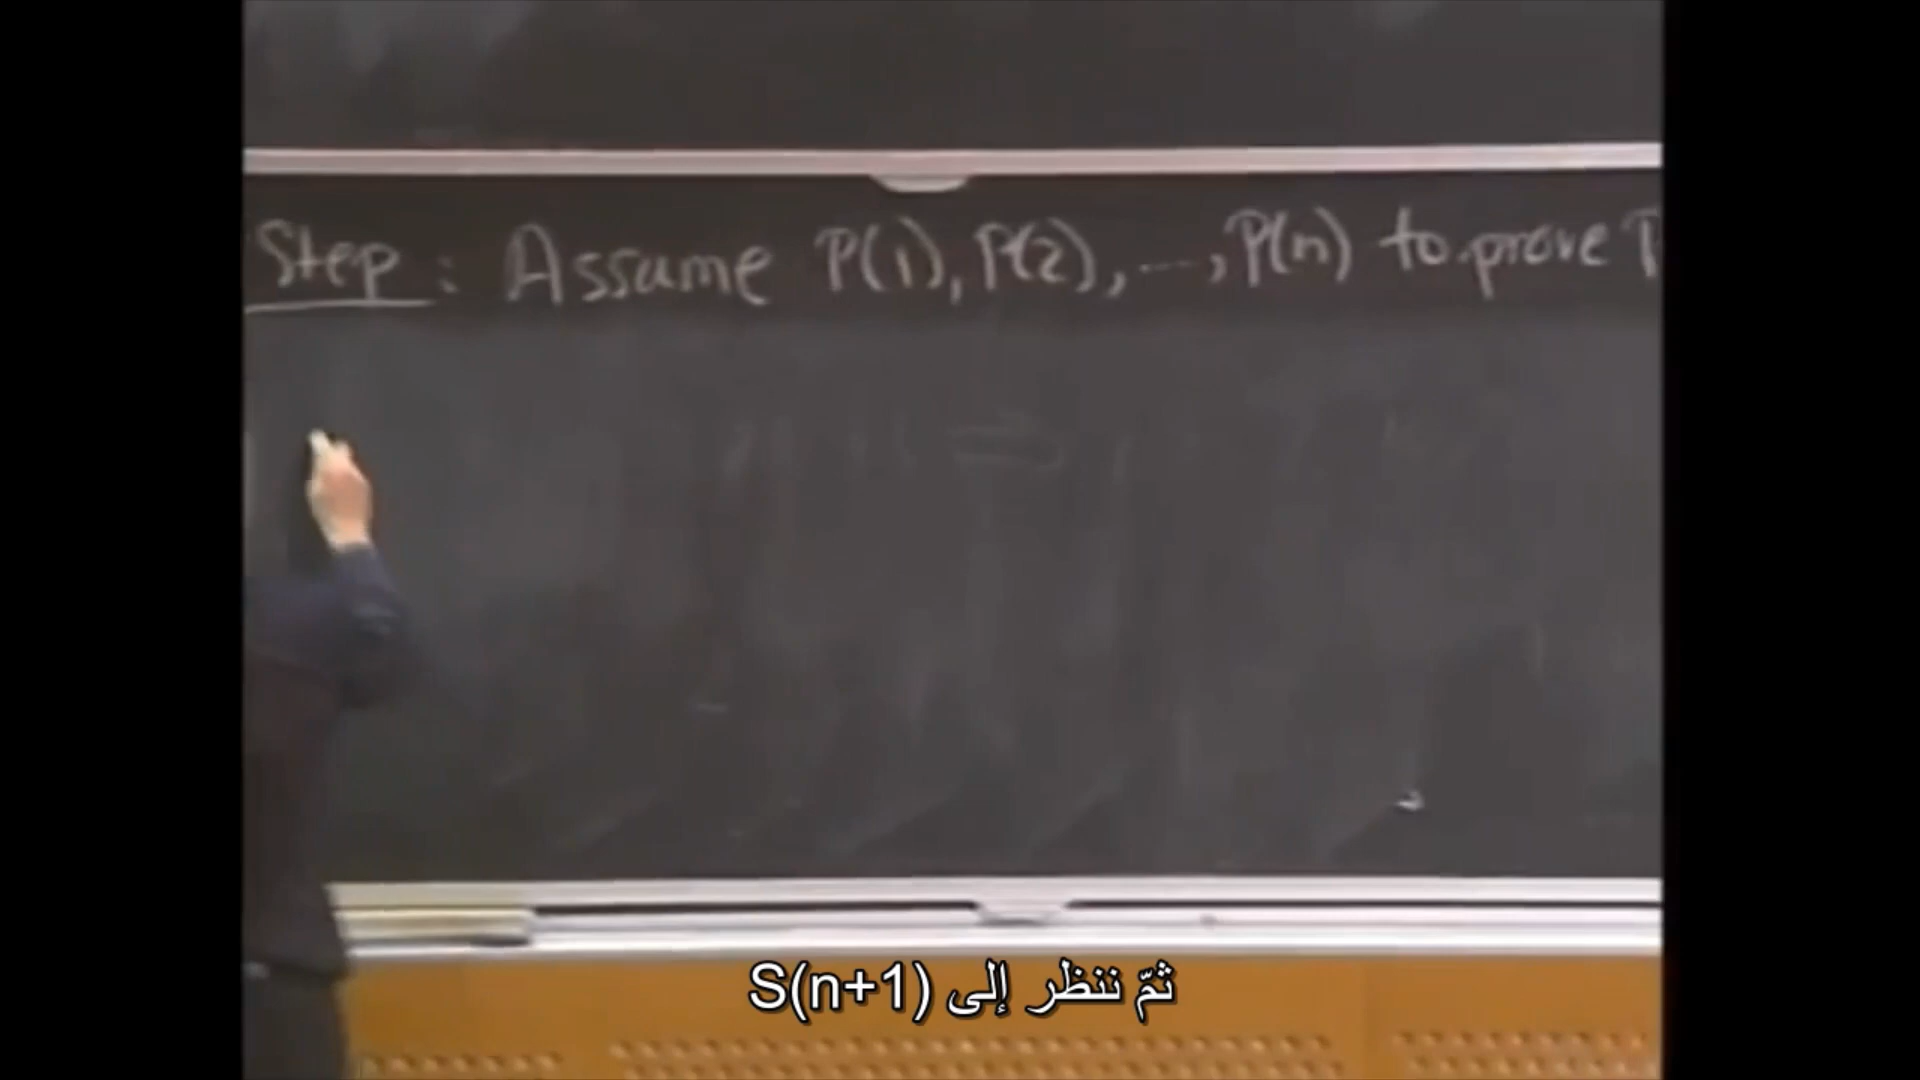 Step: Assume P(1), P(2), ..., P(n) to prove P
ثمّ ننظر إلى S(n+1)